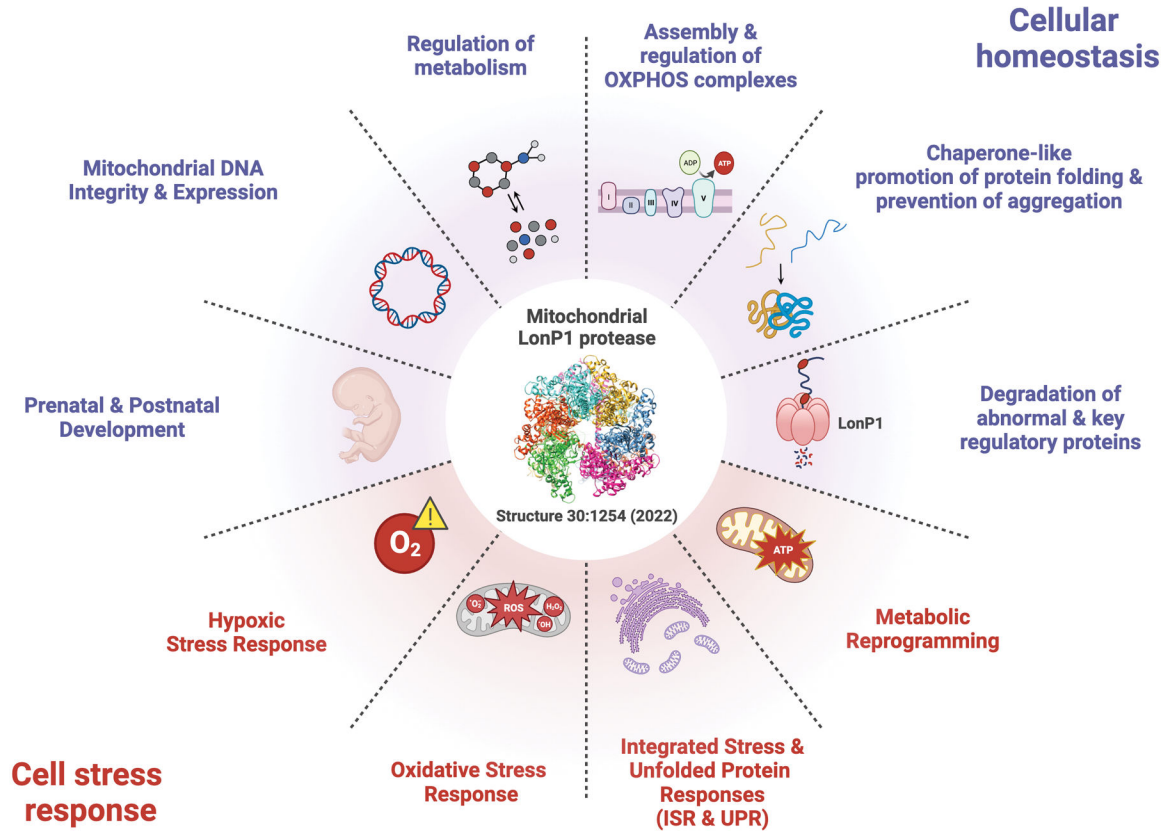 Cellular
homeostasis
Regulation of
metabolism
Assembly &
regulation of
OXPHOS complexes
Mitochondrial DNA
Integrity & Expression
Chaperone-like
promotion of protein folding &
prevention of aggregation
ADP
ATP
I
II
III
IV
V
Mitochondrial
LonP1 protease
Structure 30:1254 (2022)
Prenatal & Postnatal
Development
LonP1
Degradation of
abnormal & key
regulatory proteins
O₂
!
ATP
Hypoxic
Stress Response
•O₂⁻
ROS
H₂O₂
•OH
Metabolic
Reprogramming
Oxidative Stress
Response
Integrated Stress &
Unfolded Protein
Responses
(ISR & UPR)
Cell stress
response